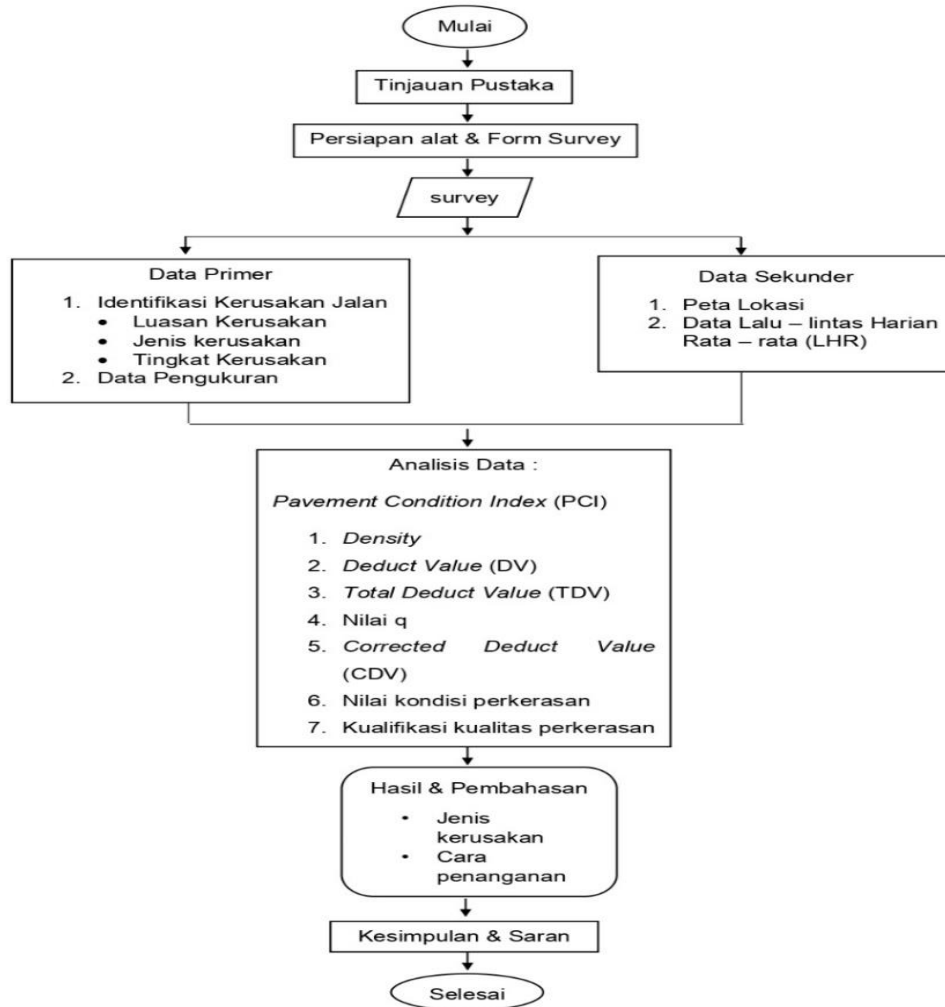 Mulai
Tinjauan Pustaka
Persiapan alat & Form Survey
survey
Data Primer
1. Identifikasi Kerusakan Jalan
• Luasan Kerusakan
• Jenis kerusakan
• Tingkat Kerusakan
2. Data Pengukuran
Data Sekunder
1. Peta Lokasi
2. Data Lalu – lintas Harian
Rata – rata (LHR)
Analisis Data :
Pavement Condition Index (PCI)
1. Density
2. Deduct Value (DV)
3. Total Deduct Value (TDV)
4. Nilai q
5. Corrected Deduct Value
(CDV)
6. Nilai kondisi perkerasan
7. Kualifikasi kualitas perkerasan
Hasil & Pembahasan
• Jenis
kerusakan
• Cara
penanganan
Kesimpulan & Saran
Selesai